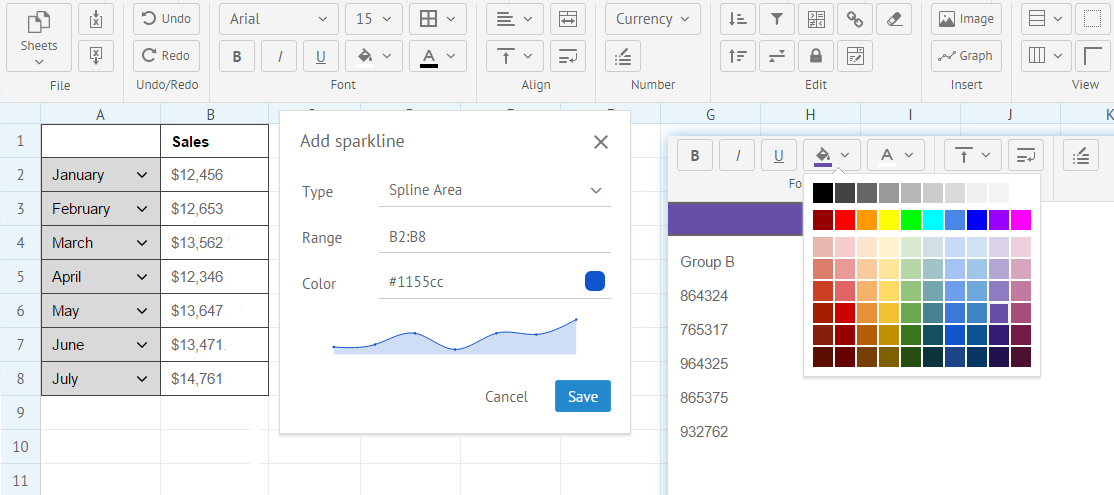 Undo Arial 15 Currency Image
Sheets
Redo B I U A Graph
File Undo/Redo Font Align Number Edit Insert View
A B G H I J K
1 Sales
2 January $12,456
3 February $12,653
4 March $13,562
5 April $12,346
6 May $13,647
7 June $13,471
8 July $14,761
9
10
11
Add sparkline
Type Spline Area
Range B2:B8
Color #1155cc
Cancel Save
B I U A
Fo
Group B
864324
765317
964325
865375
932762